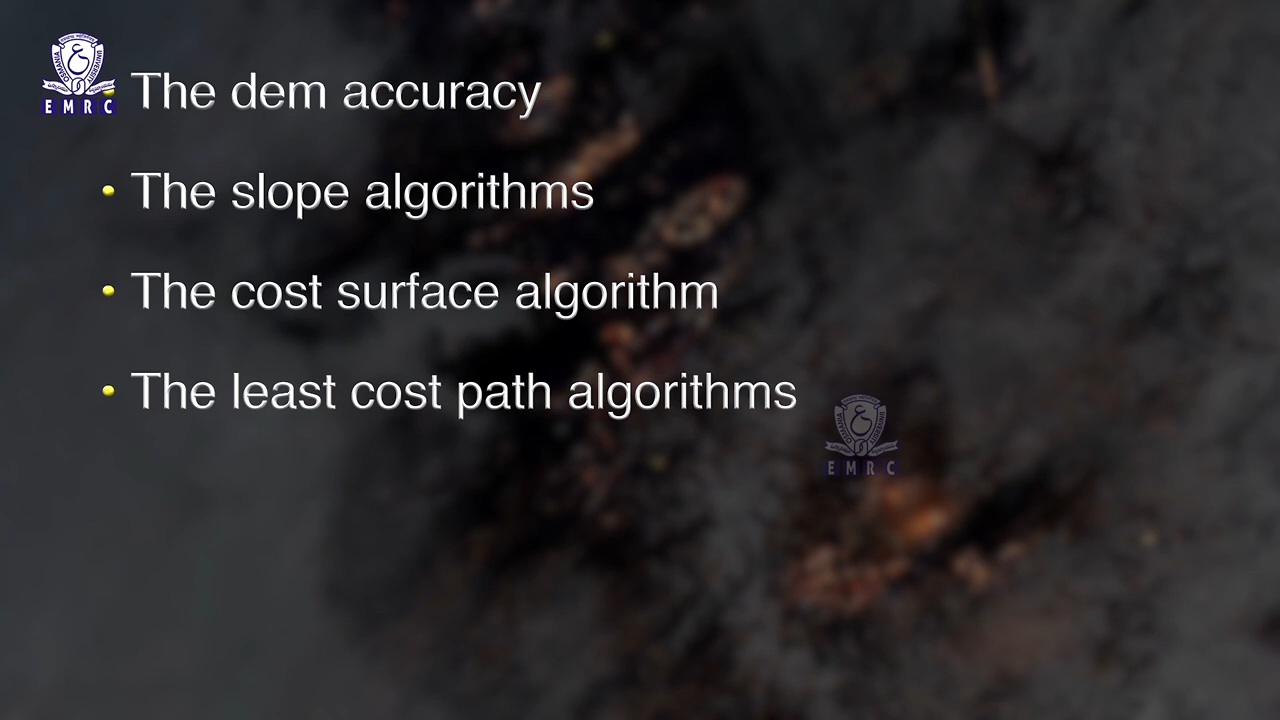 The dem accuracy
EMRC
• The slope algorithms
• The cost surface algorithm
• The least cost path algorithms
EMRC